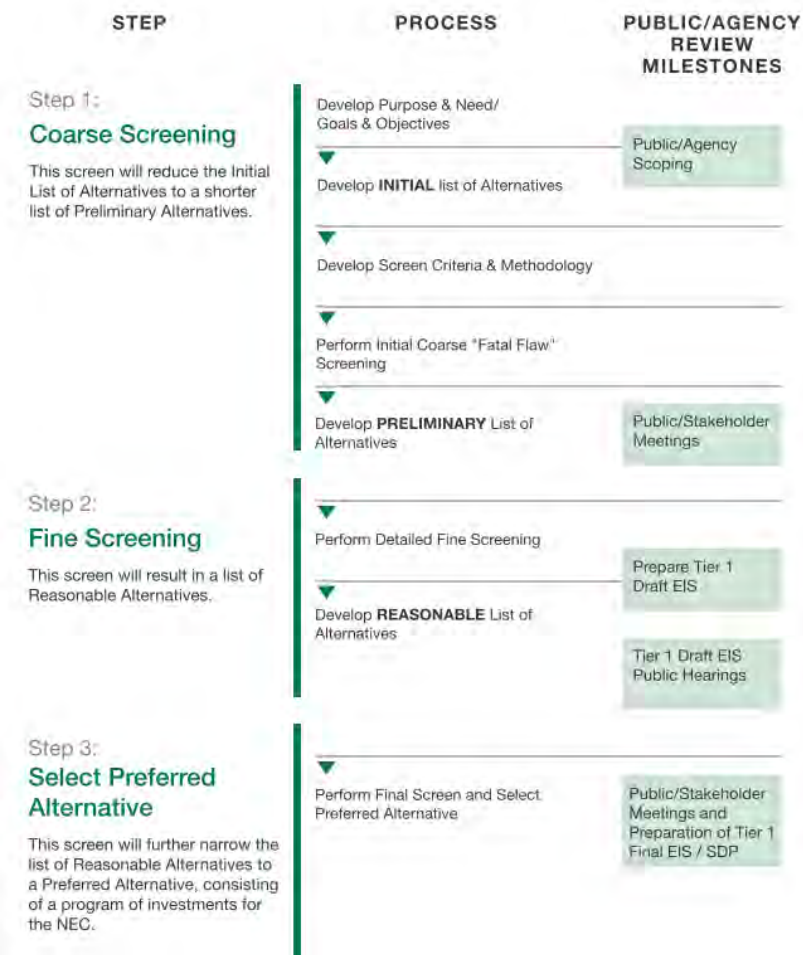 STEP
PROCESS
PUBLIC/AGENCY
REVIEW
MILESTONES
Step 1:
Coarse Screening
This screen will reduce the Initial
List of Alternatives to a shorter
list of Preliminary Alternatives.
Develop Purpose & Need/
Goals & Objectives
Public/Agency
Scoping
Develop INITIAL list of Alternatives
Develop Screen Criteria & Methodology
Perform Initial Coarse "Fatal Flaw"
Screening
Develop PRELIMINARY List of
Alternatives
Public/Stakeholder
Meetings
Step 2:
Fine Screening
This screen will result in a list of
Reasonable Alternatives.
Perform Detailed Fine Screening
Prepare Tier 1
Draft EIS
Develop REASONABLE List of
Alternatives
Tier 1 Draft EIS
Public Hearings
Step 3:
Select Preferred
Alternative
This screen will further narrow the
list of Reasonable Alternatives to
a Preferred Alternative, consisting
of a program of investments for
the NEC.
Perform Final Screen and Select
Preferred Alternative
Public/Stakeholder
Meetings and
Preparation of Tier 1
Final EIS / SDP